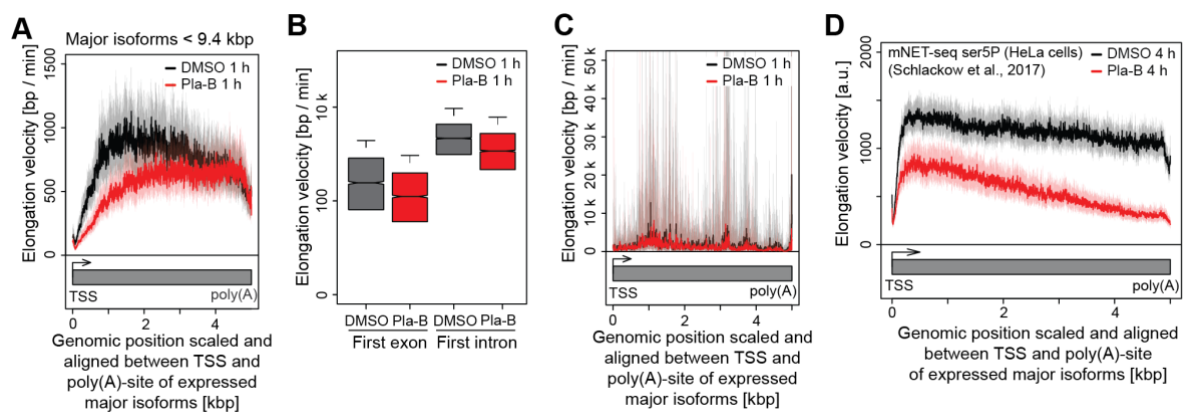 A
Major isoforms < 9.4 kbp
DMSO 1 h
Pla-B 1 h
Elongation velocity [bp / min]
1500
1000
500
0
TSS
poly(A)
0 2 4
Genomic position scaled and
aligned between TSS and
poly(A)-site of expressed
major isoforms [kbp]
B
DMSO 1 h
Pla-B 1 h
Elongation velocity [bp / min]
10 k
100
0
DMSO Pla-B DMSO Pla-B
First exon First intron
C
DMSO 1 h
Pla-B 1 h
Elongation velocity [bp / min]
50 k
40 k
30 k
20 k
10 k
0
TSS
poly(A)
0 1 2 3 4 5
Genomic position scaled and
aligned between TSS and
poly(A)-site of expressed
major isoforms [kbp]
D
mNET-seq ser5P (HeLa cells)
(Schlackow et al., 2017)
DMSO 4 h
Pla-B 4 h
Elongation velocity [a.u.]
2000
1000
0
TSS
poly(A)
0 1 2 3 4 5
Genomic position scaled and aligned
between TSS and poly(A)-site
of expressed major isoforms [kbp]